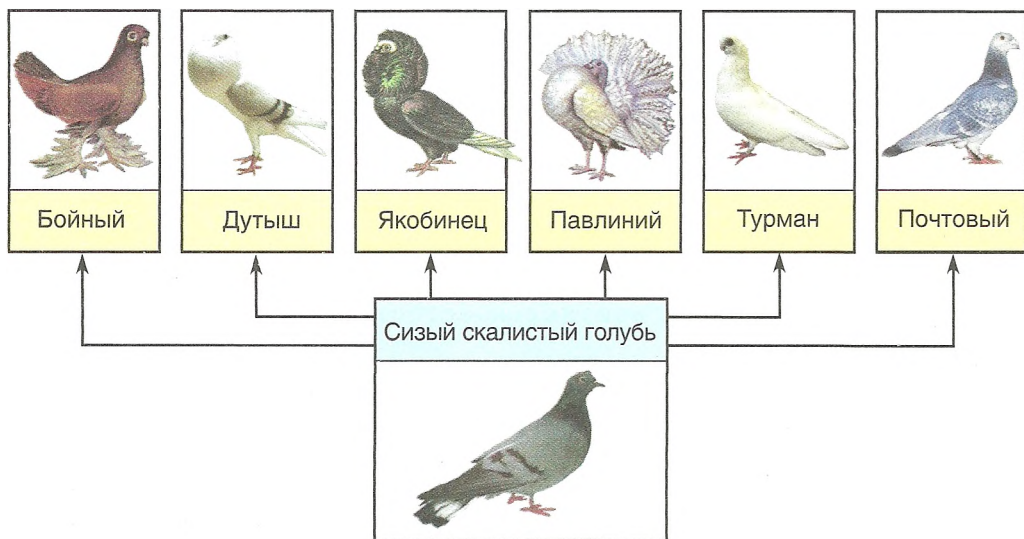 Бойный
Дутыш
Якобинец
Павлиний
Турман
Почтовый
Сизый скалистый голубь